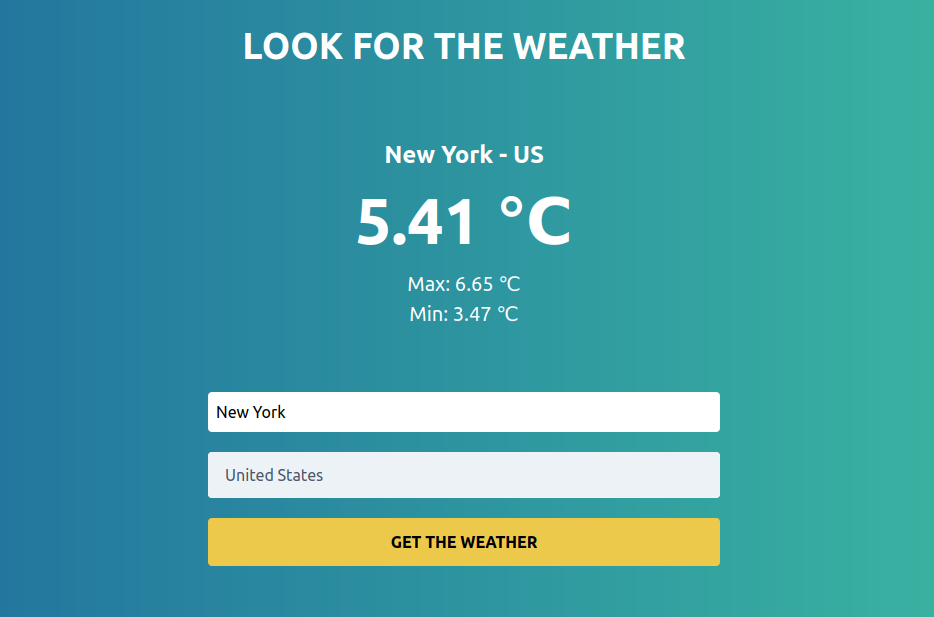 LOOK FOR THE WEATHER
New York - US
5.41 °C
Max: 6.65 °C
Min: 3.47 °C
New York
United States
GET THE WEATHER